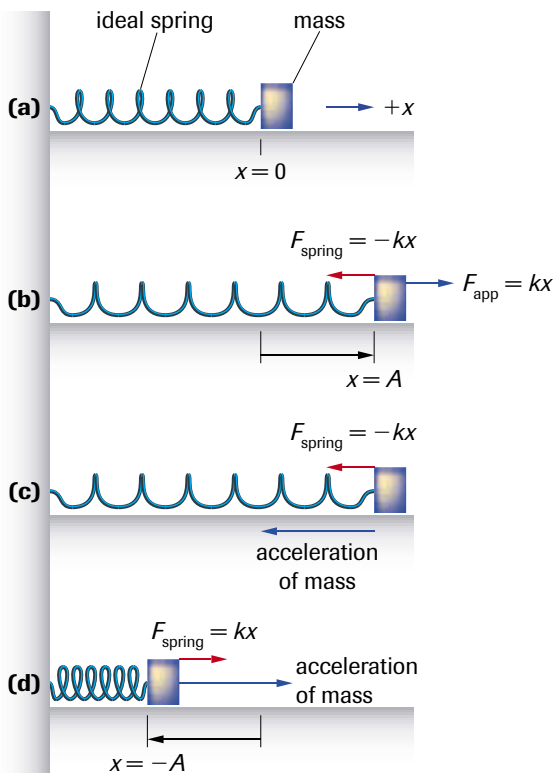 ideal spring
mass
(a)
+x
x = 0
F_spring = −kx
(b)
F_app = kx
x = A
F_spring = −kx
(c)
acceleration
of mass
F_spring = kx
(d)
acceleration
of mass
x = −A